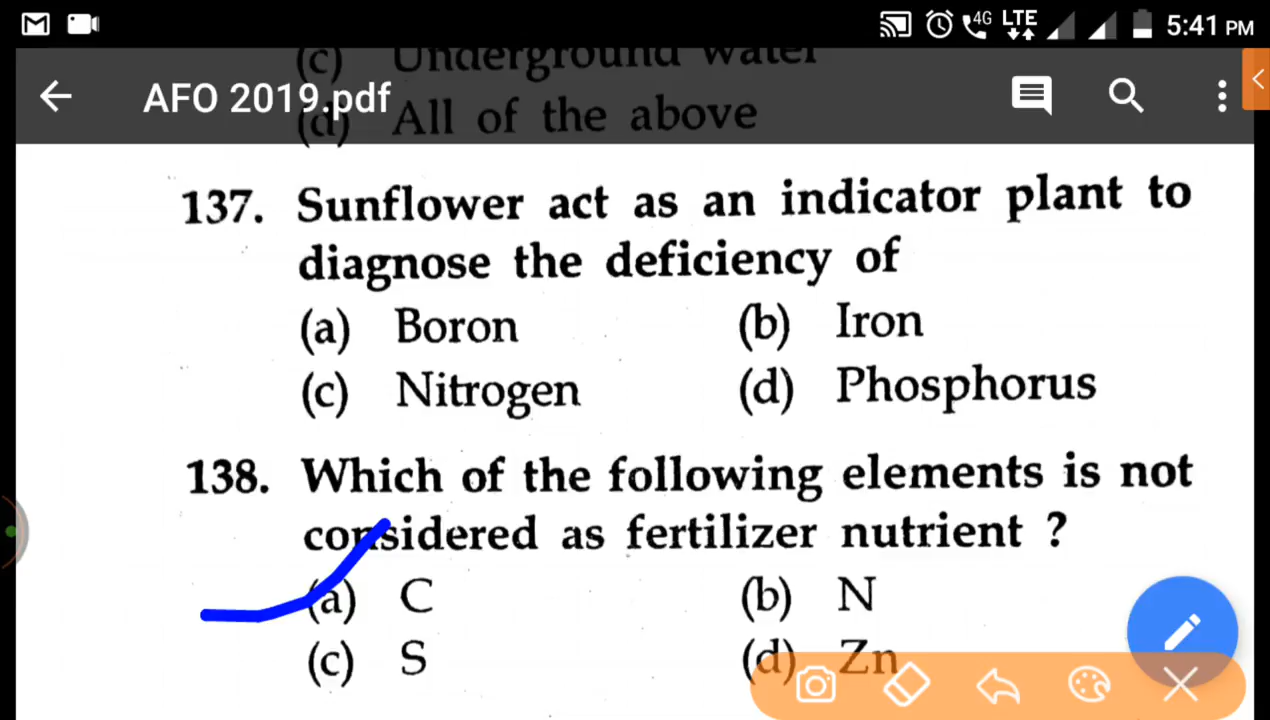 4G LTE 5:41 PM
(c) Underground water
AFO 2019.pdf
(d) All of the above
137. Sunflower act as an indicator plant to
diagnose the deficiency of
(a) Boron (b) Iron
(c) Nitrogen (d) Phosphorus
138. Which of the following elements is not
considered as fertilizer nutrient ?
(a) C (b) N
(c) S (d) Zn